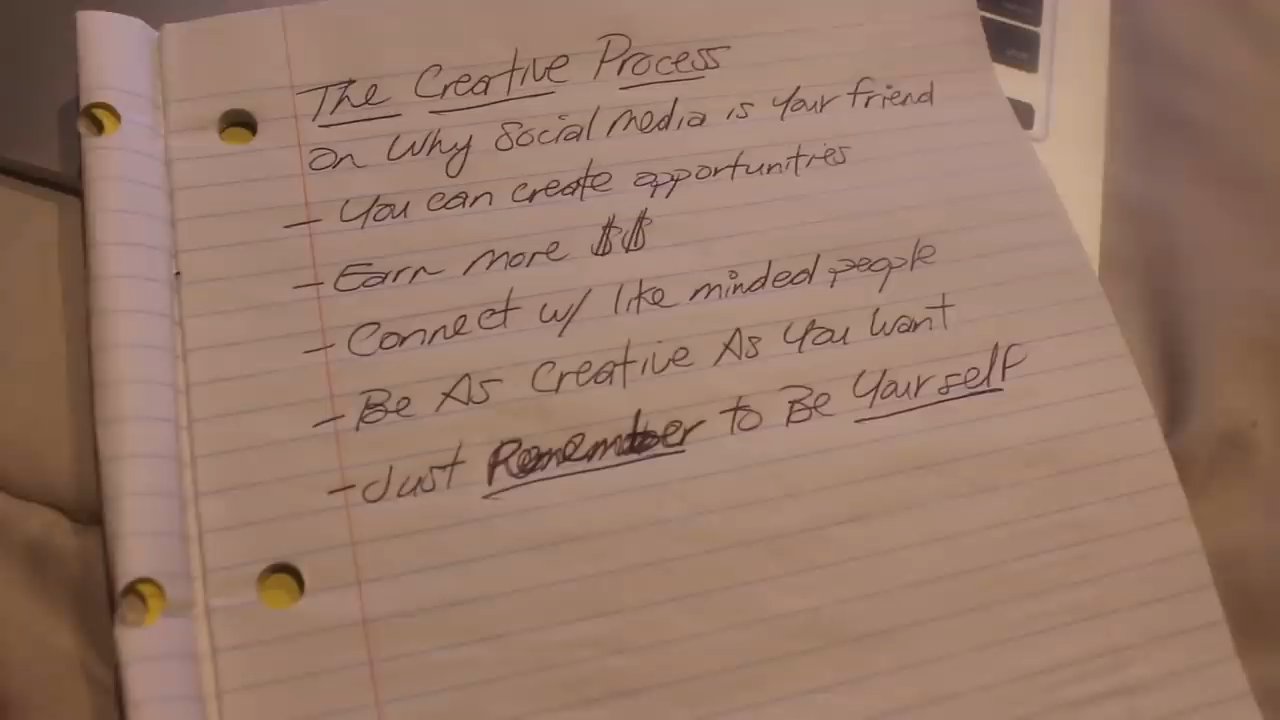 The Creative Process
on Why Social media is Your friend
- You can create opportunities
- Earn more $$
- Connect w/ like minded people
- Be As Creative As You Want
- Just Remember to Be Yourself